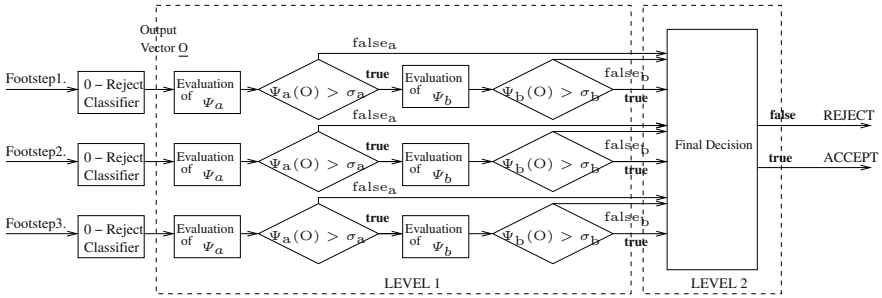 Output
Vector O
false_a
Footstep1.
0 – Reject
Classifier
Evaluation
of Ψ_a
Ψ_a(O) > σ_a
true
Evaluation
of Ψ_b
Ψ_b(O) > σ_b
false_b
true
false_a
Footstep2.
0 – Reject
Classifier
Evaluation
of Ψ_a
Ψ_a(O) > σ_a
true
Evaluation
of Ψ_b
Ψ_b(O) > σ_b
false_b
true
false_a
Footstep3.
0 – Reject
Classifier
Evaluation
of Ψ_a
Ψ_a(O) > σ_a
true
Evaluation
of Ψ_b
Ψ_b(O) > σ_b
false_b
true
Final Decision
false
REJECT
true
ACCEPT
LEVEL 1
LEVEL 2